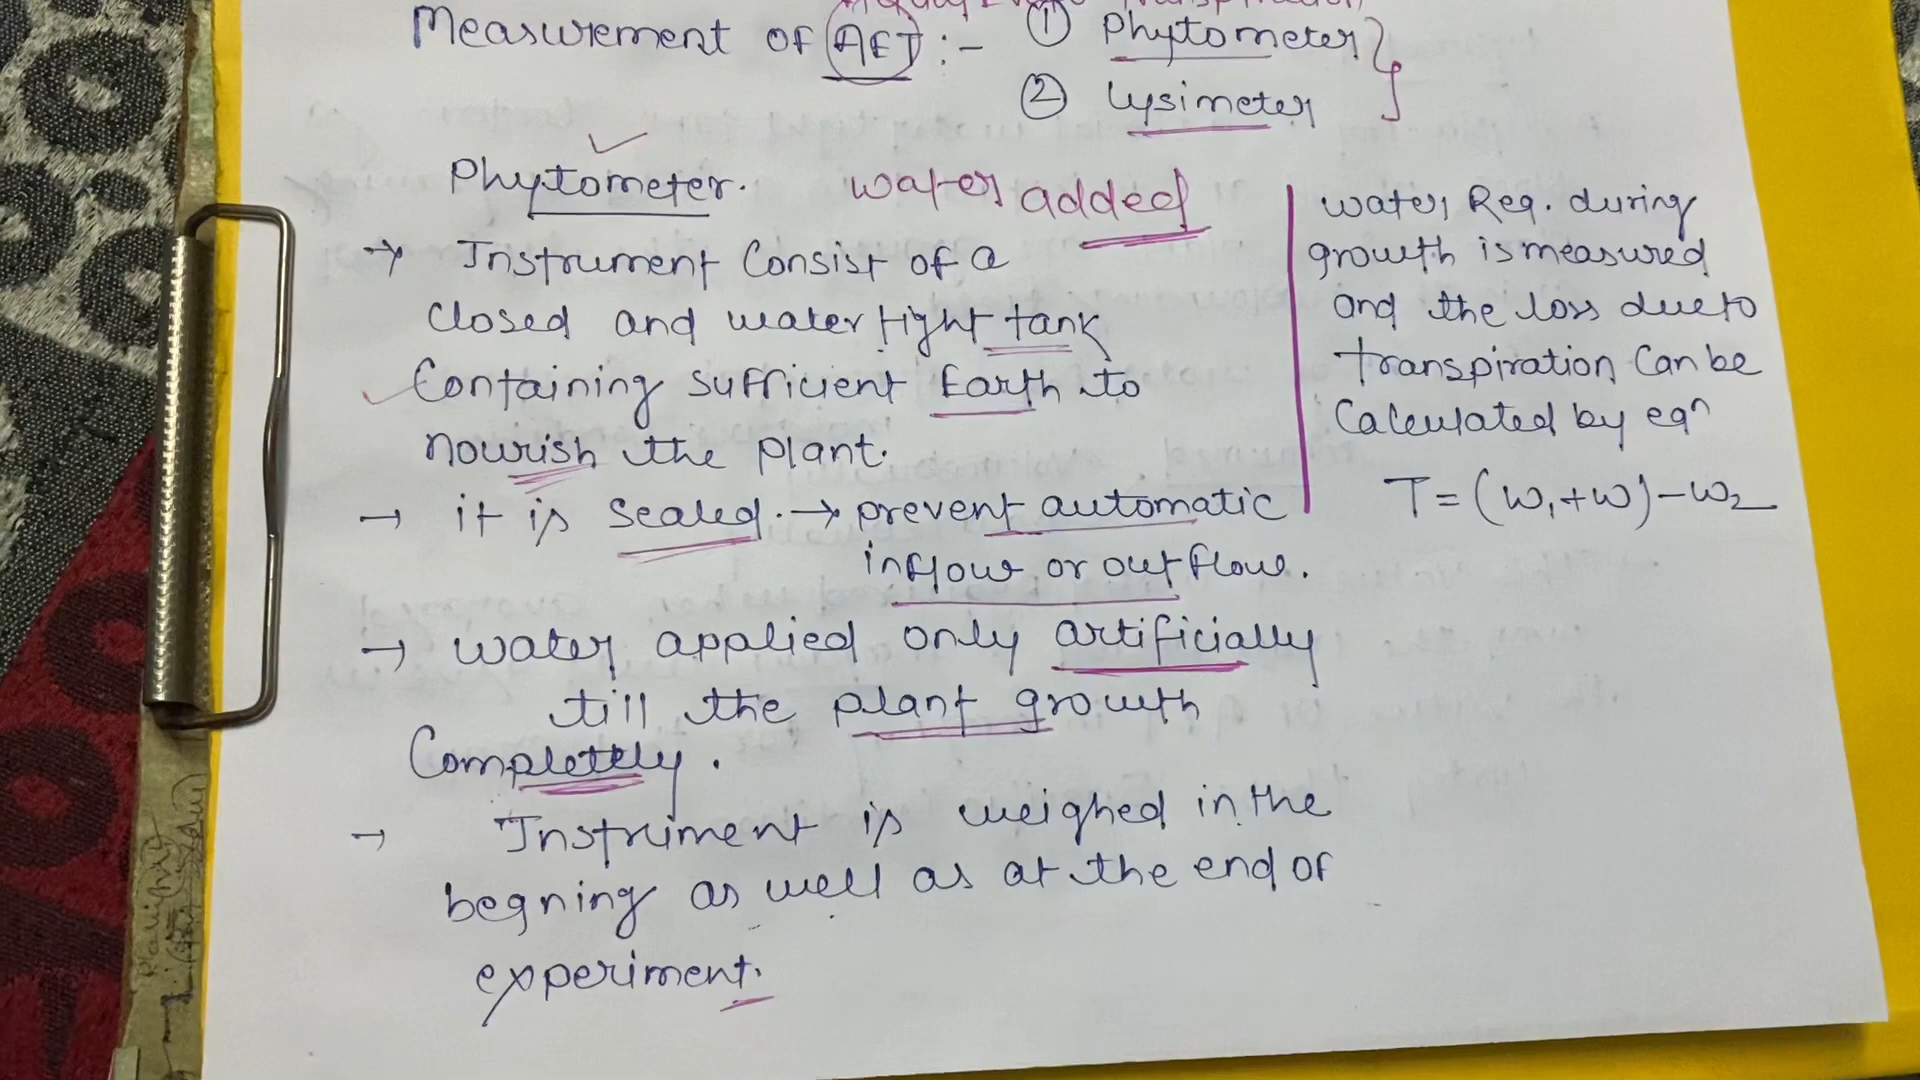 Measurement of AET :- ① Phytometer
② Lysimeter
Phytometer. water added
→ Instrument Consist of a
closed and water tight tank
Containing sufficient Earth to
nourish the plant.
→ it is sealed. → prevent automatic
inflow or outflow.
→ water applied only artificially
till the plant growth
Completely.
→ Instriment is weighed in the
begning as well as at the end of
experiment.
water Req. during
growth is measured
and the loss due to
transpiration Can be
Calculated by eqn
T = (W1+W) - W2